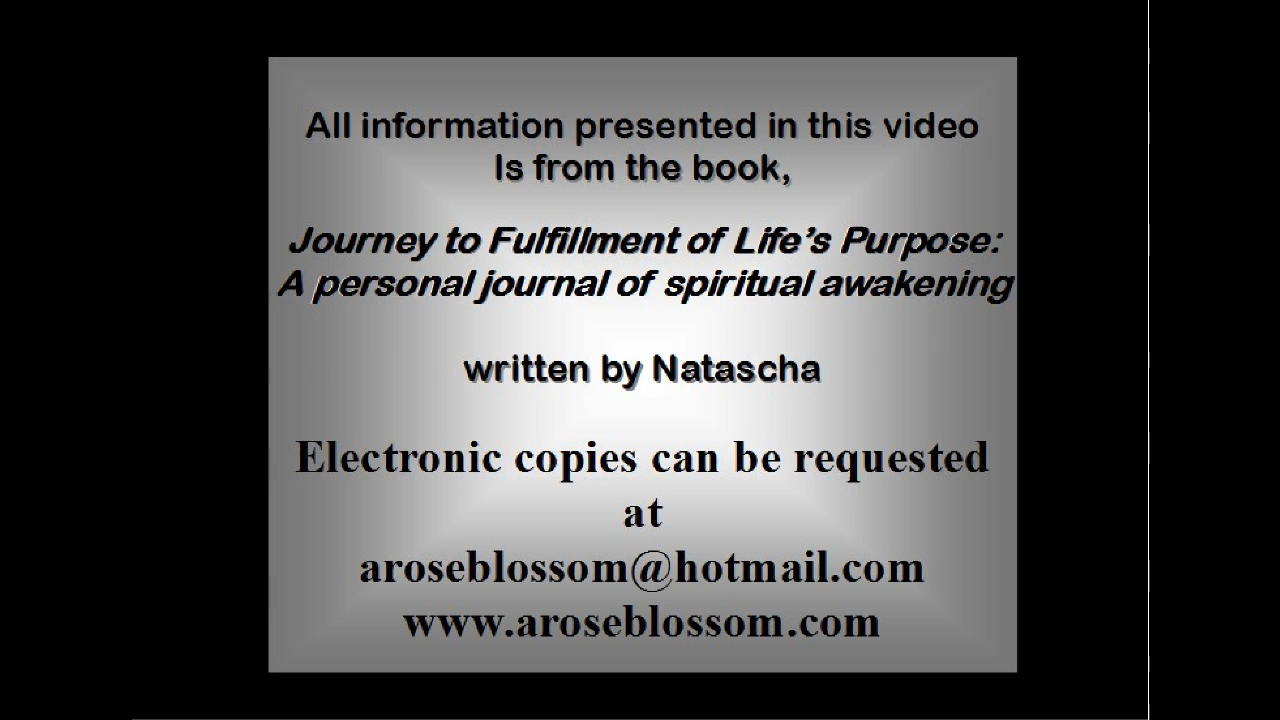 All information presented in this video
Is from the book,
Journey to Fulfillment of Life's Purpose:
A personal journal of spiritual awakening
written by Natascha
Electronic copies can be requested
at
aroseblossom@hotmail.com
www.aroseblossom.com